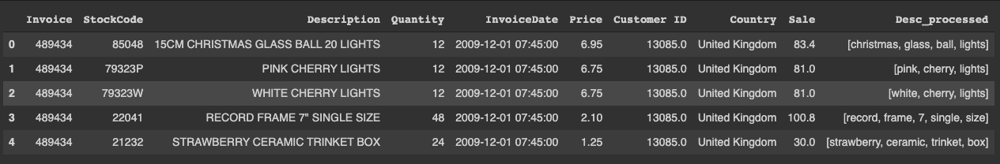 Invoice StockCode Description Quantity InvoiceDate Price Customer ID Country Sale Desc_processed
0 489434 85048 15CM CHRISTMAS GLASS BALL 20 LIGHTS 12 2009-12-01 07:45:00 6.95 13085.0 United Kingdom 83.4 [christmas, glass, ball, lights]
1 489434 79323P PINK CHERRY LIGHTS 12 2009-12-01 07:45:00 6.75 13085.0 United Kingdom 81.0 [pink, cherry, lights]
2 489434 79323W WHITE CHERRY LIGHTS 12 2009-12-01 07:45:00 6.75 13085.0 United Kingdom 81.0 [white, cherry, lights]
3 489434 22041 RECORD FRAME 7" SINGLE SIZE 48 2009-12-01 07:45:00 2.10 13085.0 United Kingdom 100.8 [record, frame, 7, single, size]
4 489434 21232 STRAWBERRY CERAMIC TRINKET BOX 24 2009-12-01 07:45:00 1.25 13085.0 United Kingdom 30.0 [strawberry, ceramic, trinket, box]